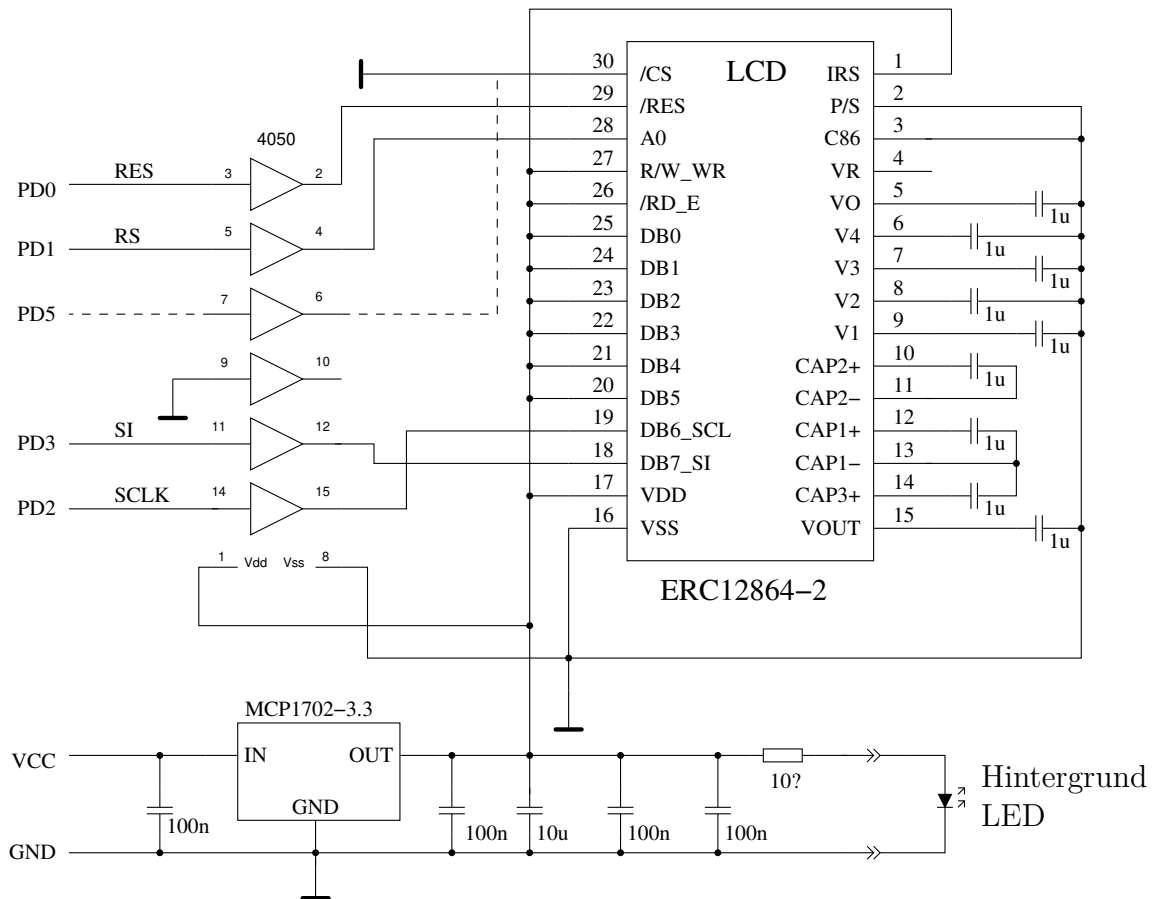 LCD
30 /CS IRS 1
29 /RES P/S 2
28 A0 C86 3
27 R/W_WR VR 4
26 /RD_E VO 5 1u
25 DB0 V4 6 1u
24 DB1 V3 7 1u
23 DB2 V2 8 1u
22 DB3 V1 9 1u
21 DB4 CAP2+ 10 1u
20 DB5 CAP2− 11
19 DB6_SCL CAP1+ 12 1u
18 DB7_SI CAP1− 13
17 VDD CAP3+ 14 1u
16 VSS VOUT 15 1u
ERC12864−2
4050
PD0 RES 3 2
PD1 RS 5 4
PD5 7 6
9 10
PD3 SI 11 12
PD2 SCLK 14 15
1 Vdd Vss 8
MCP1702−3.3
VCC IN OUT 10?
GND
100n 100n 10u 100n 100n
GND
Hintergrund
LED